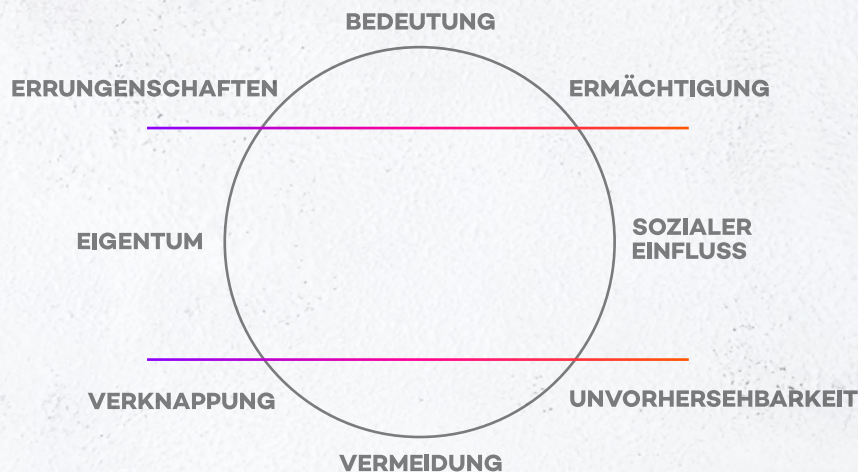 BEDEUTUNG
ERRUNGENSCHAFTEN
ERMÄCHTIGUNG
EIGENTUM
SOZIALER
EINFLUSS
VERKNAPPUNG
UNVORHERSEHBARKEIT
VERMEIDUNG